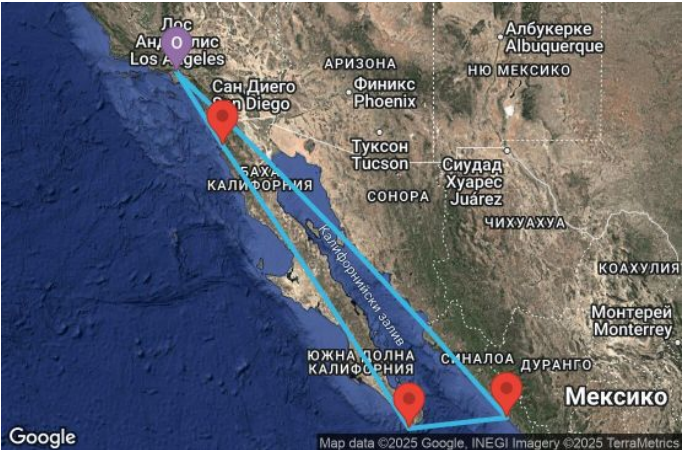 Лос
Анджелис
Los Angeles
O
Сан Диего
San Diego
АРИЗОНА
Финикс
Phoenix
Албукерке
Albuquerque
НЮ МЕКСИКО
Туксон
Tucson
Сиудад
Хуарес
Juárez
БАХА
КАЛИФОРНИЯ
СОНОРА
ЧИХУАХУА
КОАХУИЛА
Калифорнийски залив
Монтерей
Monterrey
ЮЖНА ДОЛНА
КАЛИФОРНИЯ
СИНАЛОА
ДУРАНГО
Мексико
Google
Map data ©2025 Google, INEGI Imagery ©2025 TerraMetrics